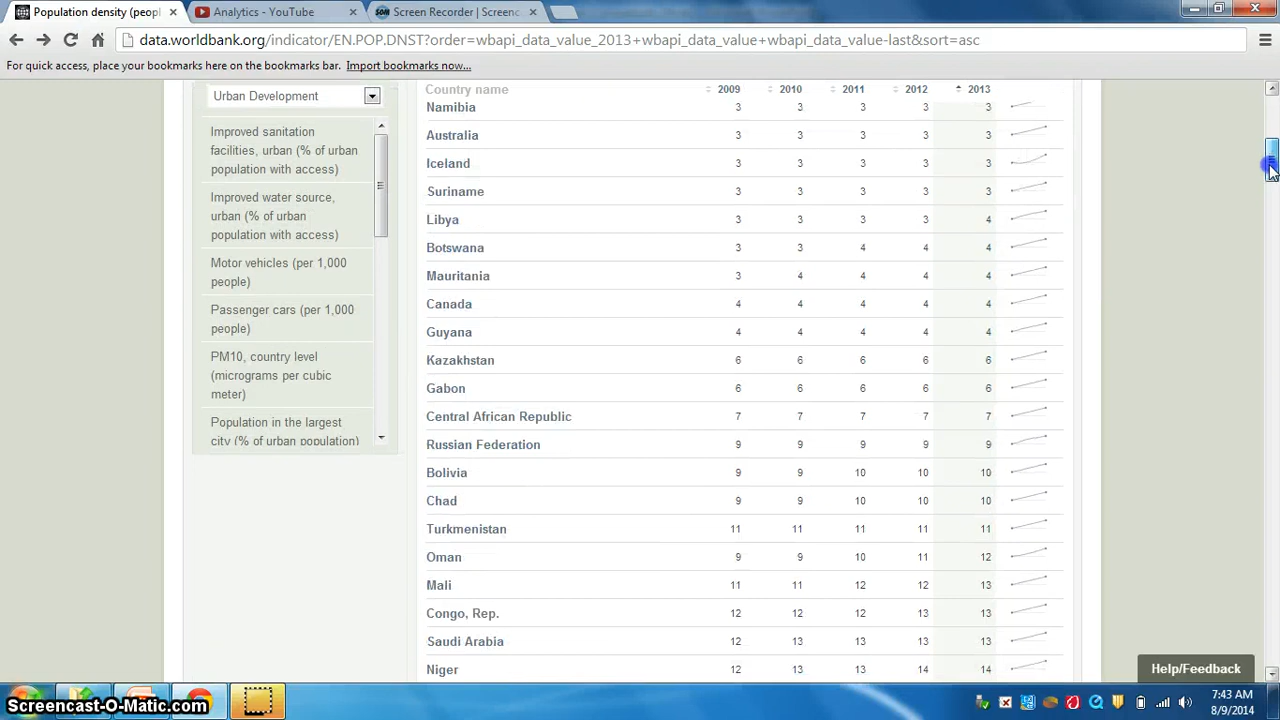 Population density (peopl
Analytics - YouTube
Screen Recorder | Screenc
data.worldbank.org/indicator/EN.POP.DNST?order=wbapi_data_value_2013+wbapi_data_value+wbapi_data_value-last&sort=asc
For quick access, place your bookmarks here on the bookmarks bar. Import bookmarks now...
Urban Development
Improved sanitation
facilities, urban (% of urban
population with access)
Improved water source,
urban (% of urban
population with access)
Motor vehicles (per 1,000
people)
Passenger cars (per 1,000
people)
PM10, country level
(micrograms per cubic
meter)
Population in the largest
city (% of urban population)
Country name 2009 2010 2011 2012 2013
Namibia 3 3 3 3 3
Australia 3 3 3 3 3
Iceland 3 3 3 3 3
Suriname 3 3 3 3 3
Libya 3 3 3 3 4
Botswana 3 3 4 4 4
Mauritania 3 4 4 4 4
Canada 4 4 4 4 4
Guyana 4 4 4 4 4
Kazakhstan 6 6 6 6 6
Gabon 6 6 6 6 6
Central African Republic 7 7 7 7 7
Russian Federation 9 9 9 9 9
Bolivia 9 9 10 10 10
Chad 9 9 10 10 10
Turkmenistan 11 11 11 11 11
Oman 9 9 10 11 12
Mali 11 11 12 12 13
Congo, Rep. 12 12 12 13 13
Saudi Arabia 12 13 13 13 13
Niger 12 13 13 14 14
Help/Feedback
Screencast-O-Matic.com
7:43 AM
8/9/2014